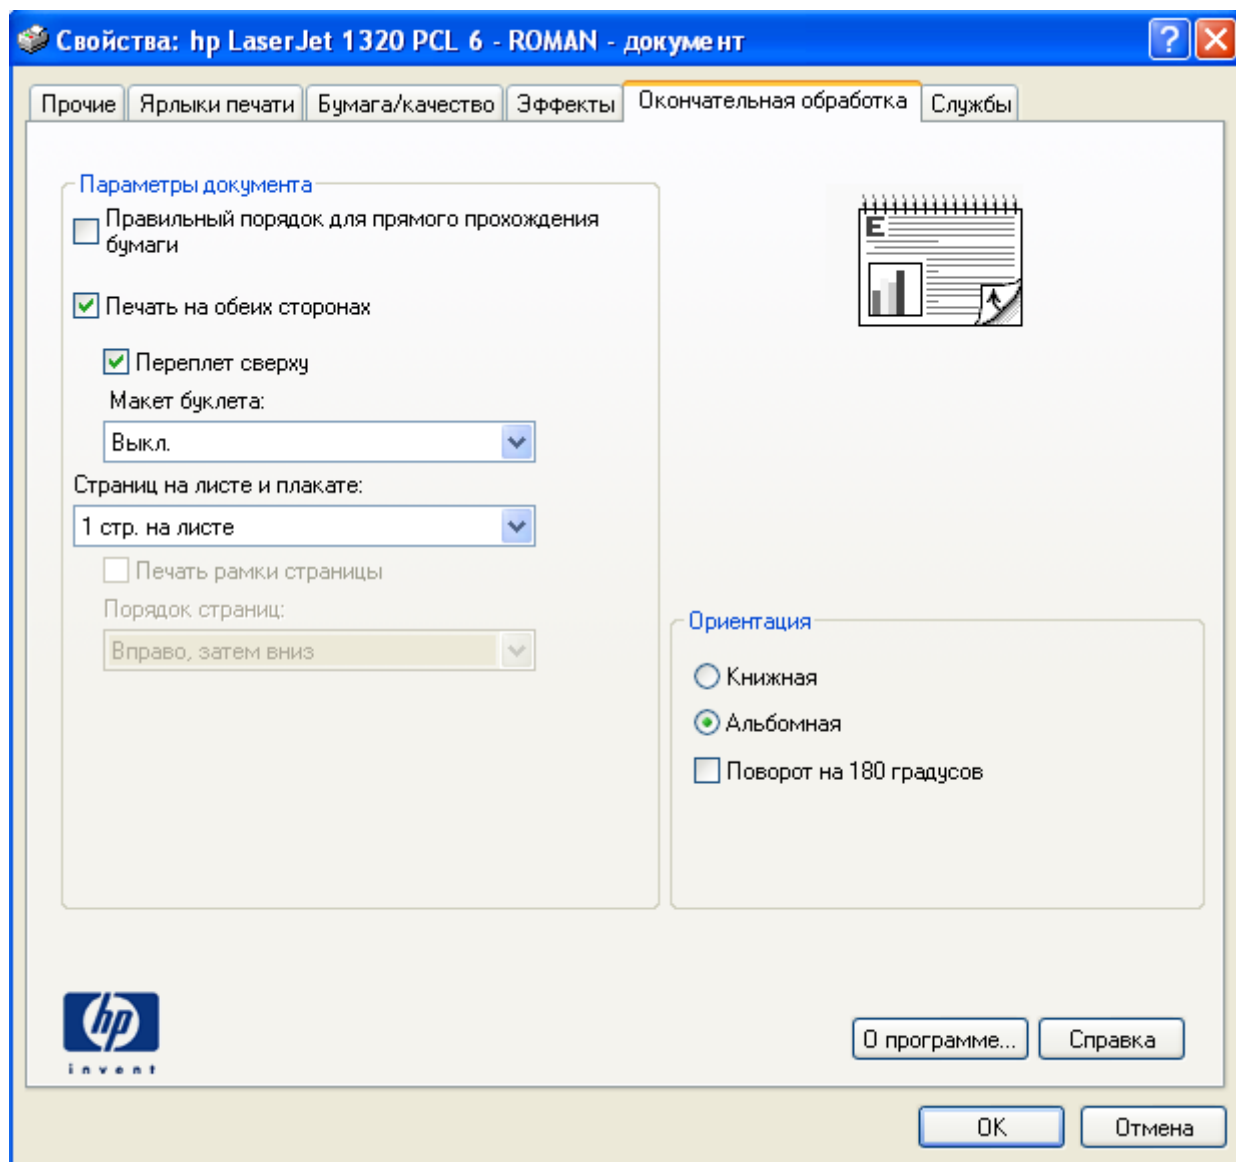 Свойства: hp LaserJet 1320 PCL 6 - ROMAN - документ
Прочие Ярлыки печати Бумага/качество Эффекты Окончательная обработка Службы
Параметры документа
Правильный порядок для прямого прохождения
бумаги
Печать на обеих сторонах
Переплет сверху
Макет буклета:
Выкл.
Страниц на листе и плакате:
1 стр. на листе
Печать рамки страницы
Порядок страниц:
Вправо, затем вниз
E
Ориентация
Книжная
Альбомная
Поворот на 180 градусов
hp
invent
О программе... Справка
OK Отмена